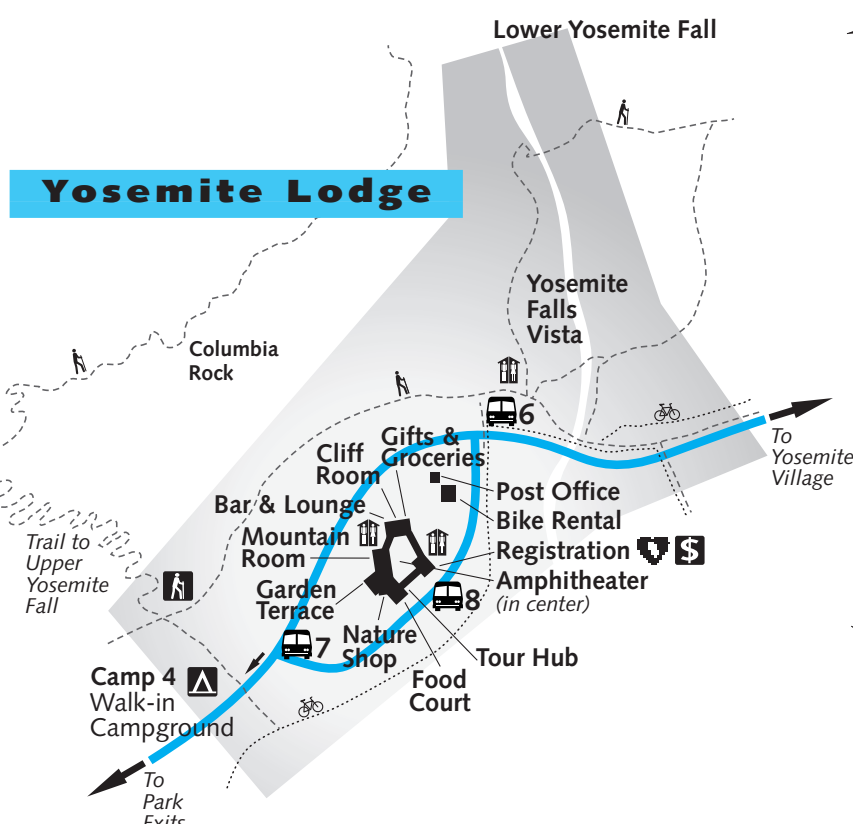 Lower Yosemite Fall
Yosemite Lodge
Yosemite
Falls
Vista
Columbia
Rock
6
Gifts &
Groceries
Cliff
Room
To
Yosemite
Village
Post Office
Bar & Lounge
Bike Rental
Mountain
Room
Registration
$
Trail to
Upper
Yosemite
Fall
Amphitheater
(in center)
Garden
Terrace
8
7
Nature
Shop
Tour Hub
Food
Court
Camp 4
Walk-in
Campground
To
Park
Exits